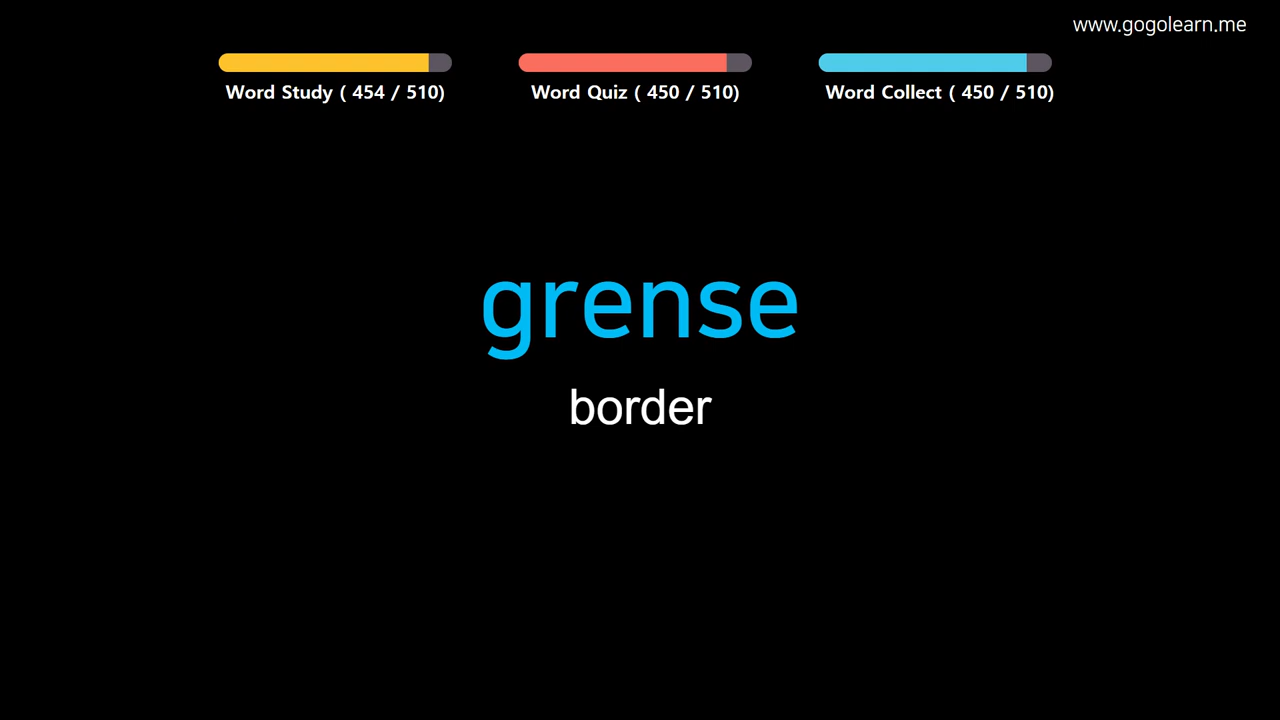 www.gogolearn.me
Word Study ( 454 / 510)
Word Quiz ( 450 / 510)
Word Collect ( 450 / 510)
grense
border